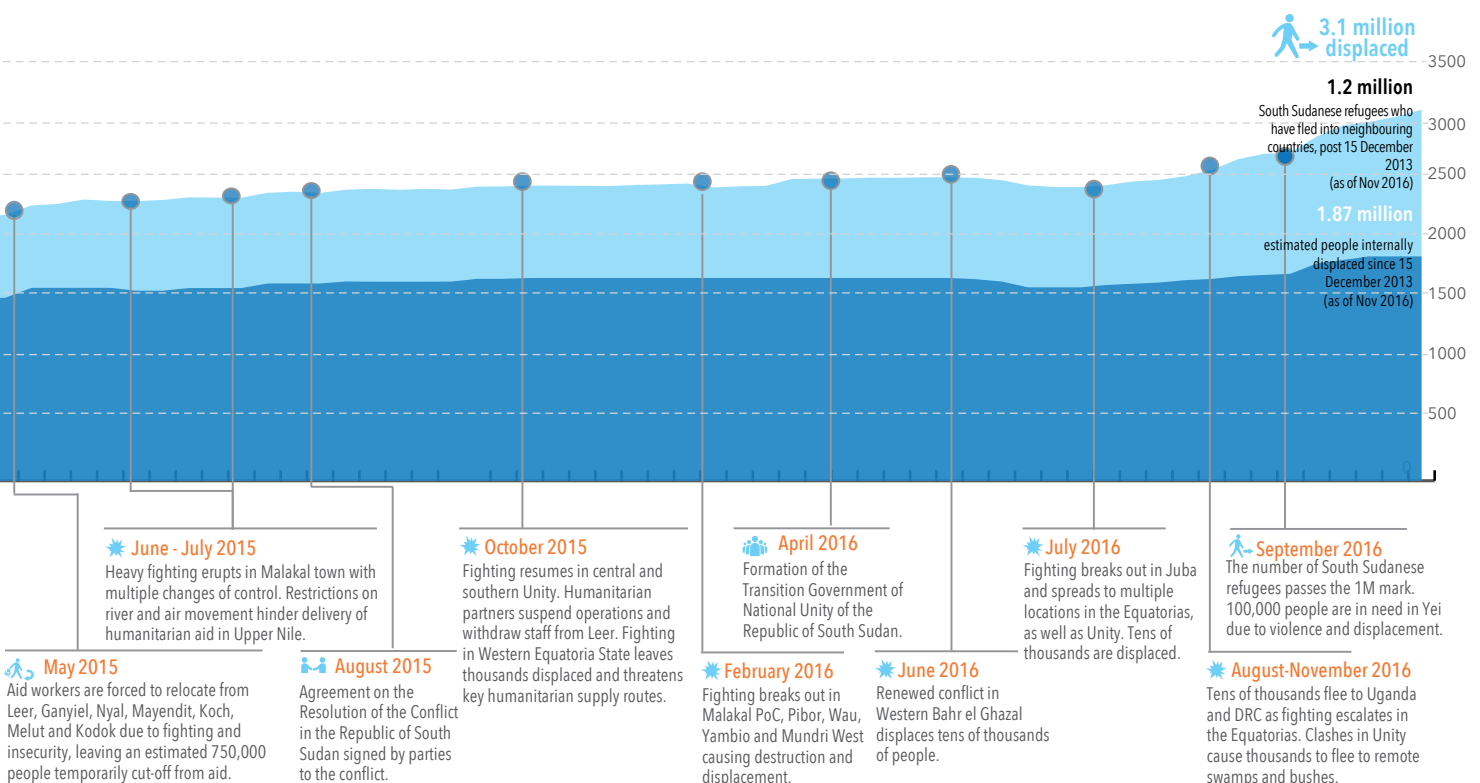 3.1 million
displaced
3500
1.2 million
South Sudanese refugees who
have fled into neighbouring
countries, post 15 December
2013
(as of Nov 2016)
3000
2500
1.87 million
2000
estimated people internally
displaced since 15
December 2013
(as of Nov 2016)
1500
1000
500
0
June - July 2015
Heavy fighting erupts in Malakal town with
multiple changes of control. Restrictions on
river and air movement hinder delivery of
humanitarian aid in Upper Nile.
October 2015
Fighting resumes in central and
southern Unity. Humanitarian
partners suspend operations and
withdraw staff from Leer. Fighting
in Western Equatoria State leaves
thousands displaced and threatens
key humanitarian supply routes.
April 2016
Formation of the
Transition Government of
National Unity of the
Republic of South Sudan.
July 2016
Fighting breaks out in Juba
and spreads to multiple
locations in the Equatorias,
as well as Unity. Tens of
thousands are displaced.
September 2016
The number of South Sudanese
refugees passes the 1M mark.
100,000 people are in need in Yei
due to violence and displacement.
May 2015
Aid workers are forced to relocate from
Leer, Ganyiel, Nyal, Mayendit, Koch,
Melut and Kodok due to fighting and
insecurity, leaving an estimated 750,000
people temporarily cut-off from aid.
August 2015
Agreement on the
Resolution of the Conflict
in the Republic of South
Sudan signed by parties
to the conflict.
February 2016
Fighting breaks out in
Malakal PoC, Pibor, Wau,
Yambio and Mundri West
causing destruction and
displacement.
June 2016
Renewed conflict in
Western Bahr el Ghazal
displaces tens of thousands
of people.
August-November 2016
Tens of thousands flee to Uganda
and DRC as fighting escalates in
the Equatorias. Clashes in Unity
cause thousands to flee to remote
swamps and bushes.